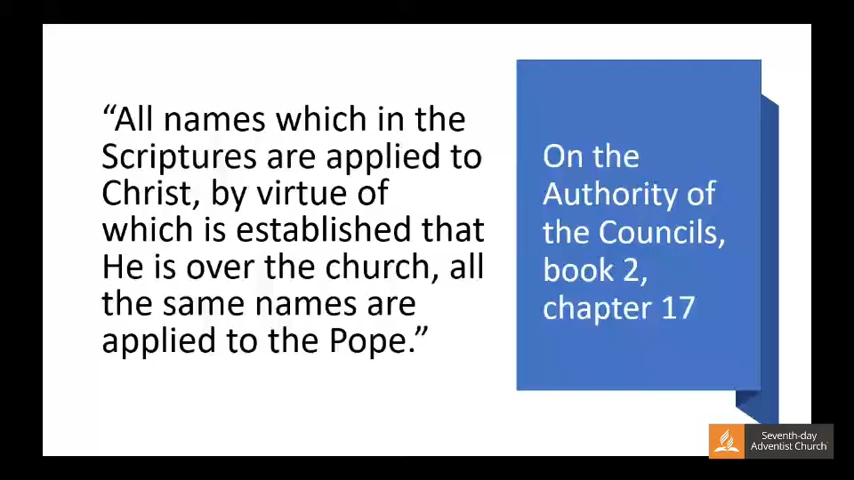 “All names which in the
Scriptures are applied to
Christ, by virtue of
which is established that
He is over the church, all
the same names are
applied to the Pope.”
On the
Authority of
the Councils,
book 2,
chapter 17
Seventh-day
Adventist Church